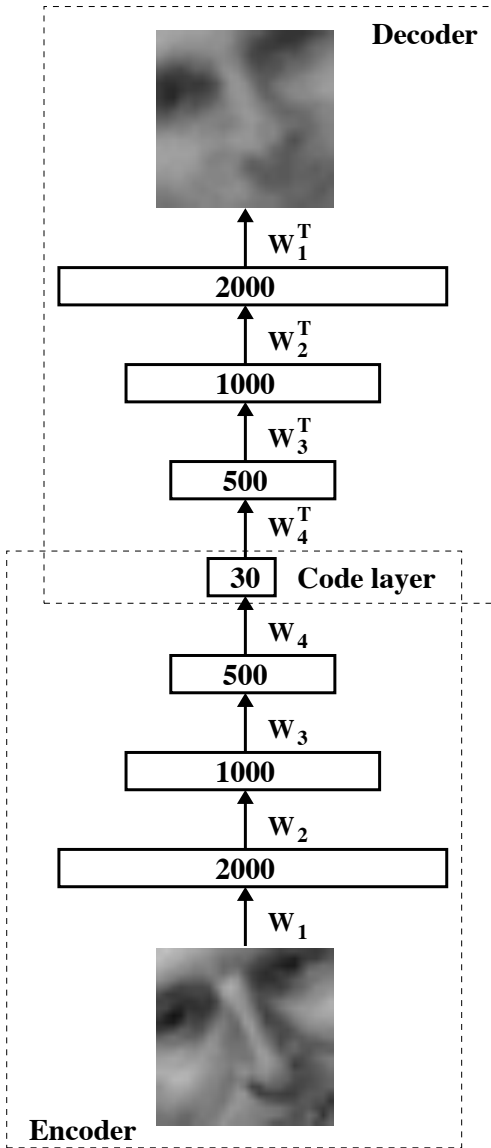 Decoder
W₁ᵀ
2000
W₂ᵀ
1000
W₃ᵀ
500
W₄ᵀ
30 Code layer
W₄
500
W₃
1000
W₂
2000
W₁
Encoder